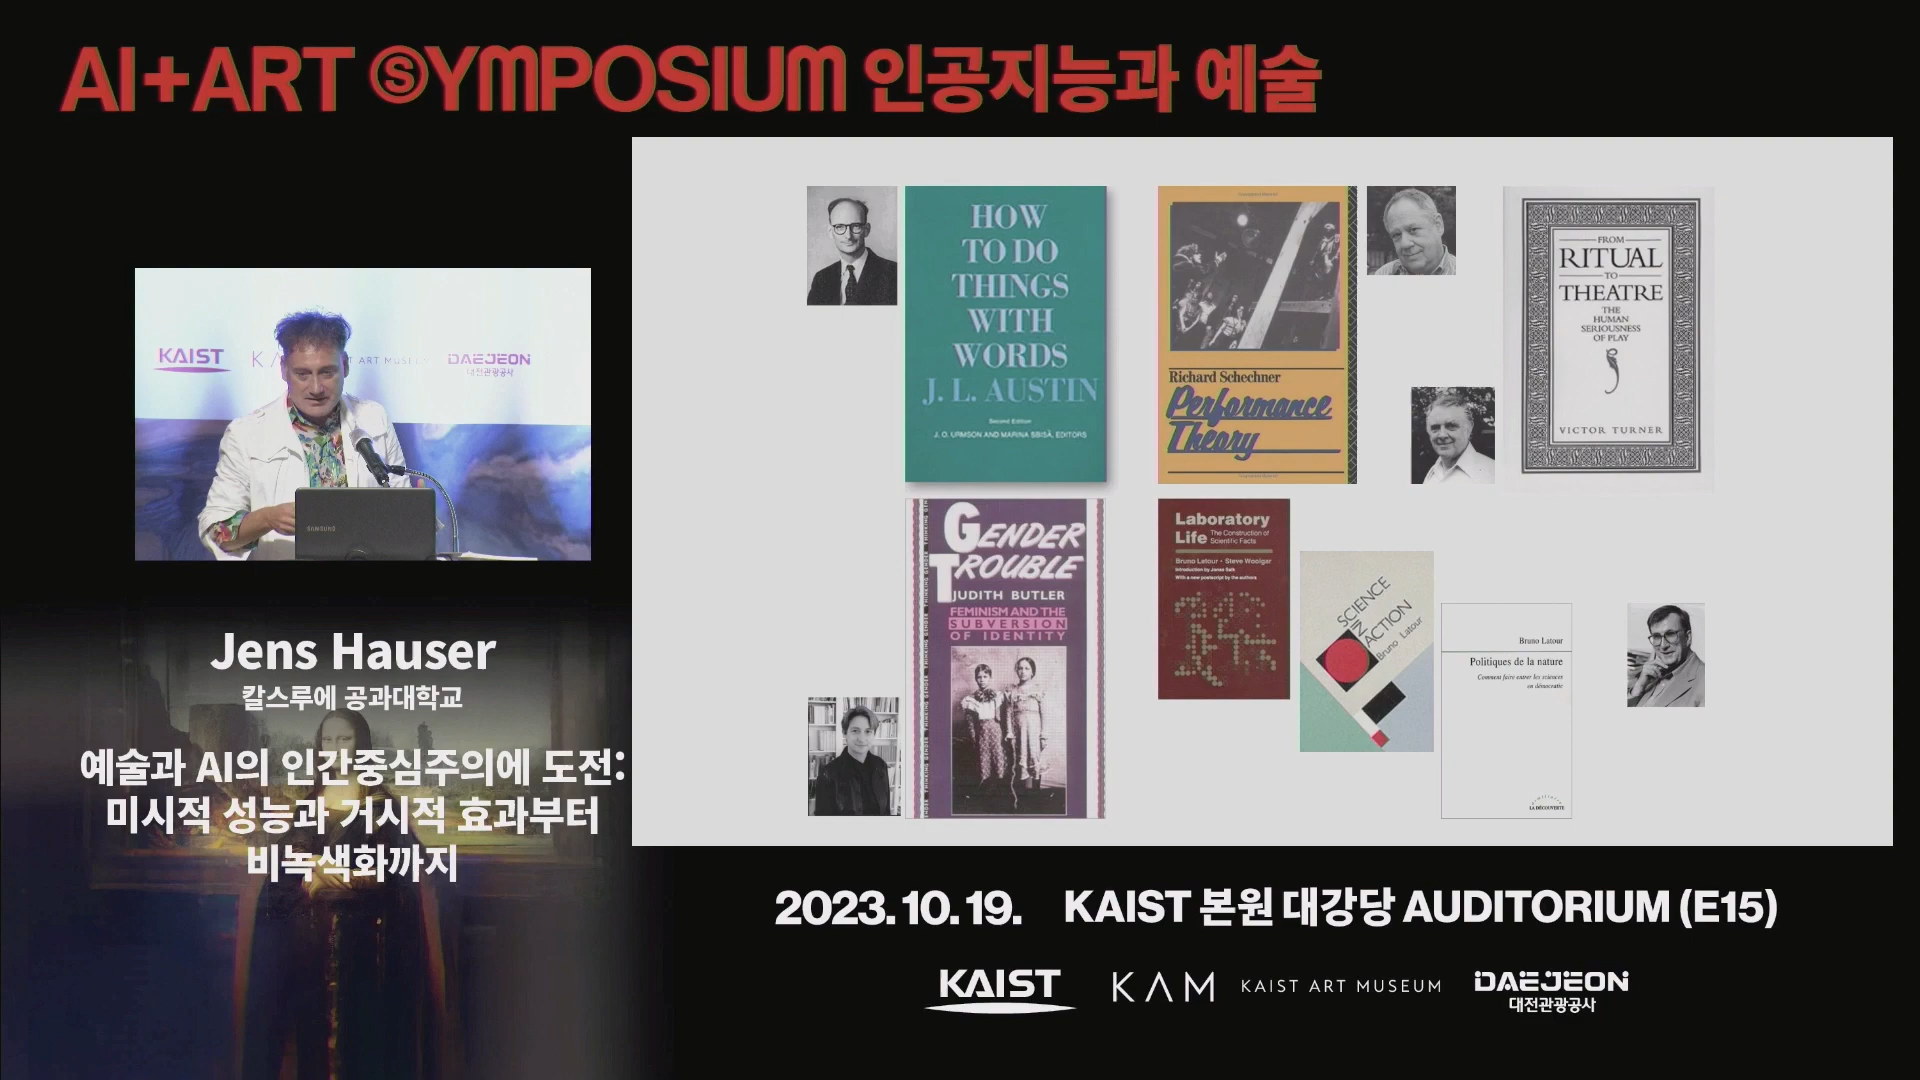 AI+ART SYMPOSIUM 인공지능과 예술
KAIST
DAEJEON
대전관광공사
SAMSUNG
Jens Hauser
칼스루에 공과대학교
예술과 AI의 인간중심주의에 도전:
미시적 성능과 거시적 효과부터
비녹색화까지
HOW
TO DO
THINGS
WITH
WORDS
J. L. AUSTIN
Second Edition
J. O. URMSON AND MARINA SBISÀ, EDITORS
Richard Schechner
Performance
Theory
FROM
RITUAL
TO
THEATRE
THE
HUMAN
SERIOUSNESS
OF PLAY
VICTOR TURNER
GENDER
TROUBLE
JUDITH BUTLER
FEMINISM AND THE
SUBVERSION
OF IDENTITY
Laboratory
Life The Construction of
Scientific Facts
Bruno Latour · Steve Woolgar
Introduction by Jonas Salk
With a new postscript by the authors
SCIENCE
IN
ACTION
Bruno Latour
Bruno Latour
Politiques de la nature
Comment faire entrer les sciences
en démocratie
LA DÉCOUVERTE
2023. 10. 19. KAIST 본원 대강당 AUDITORIUM (E15)
KAIST KAM KAIST ART MUSEUM DAEJEON
대전관광공사